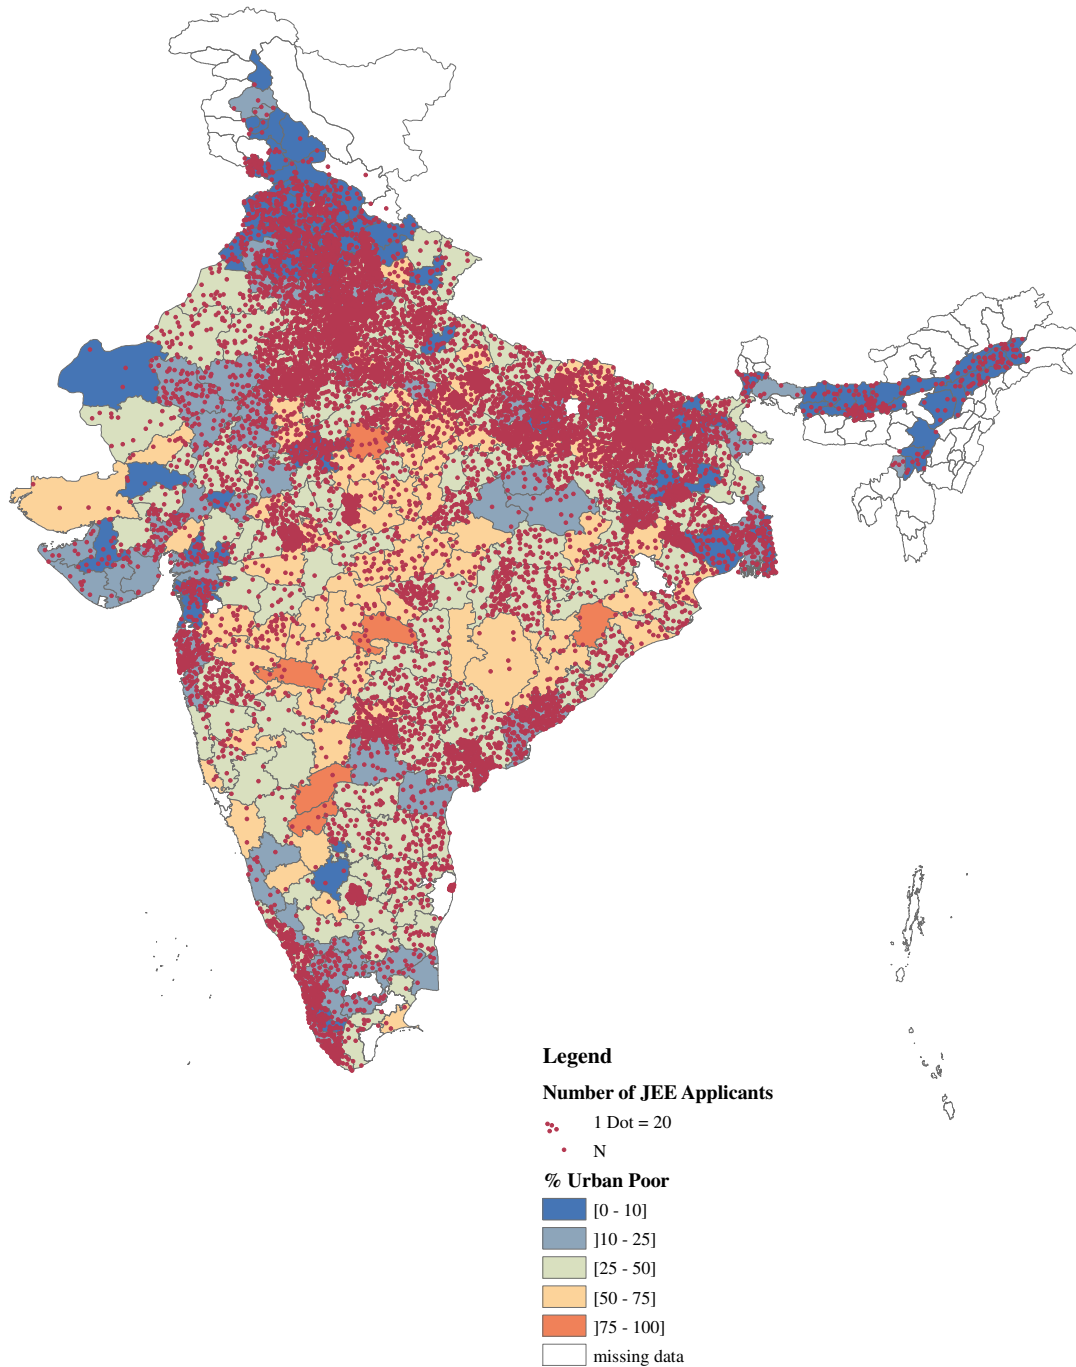 Legend
Number of JEE Applicants
1 Dot = 20
N
% Urban Poor
[0 - 10]
]10 - 25]
[25 - 50]
[50 - 75]
]75 - 100]
missing data